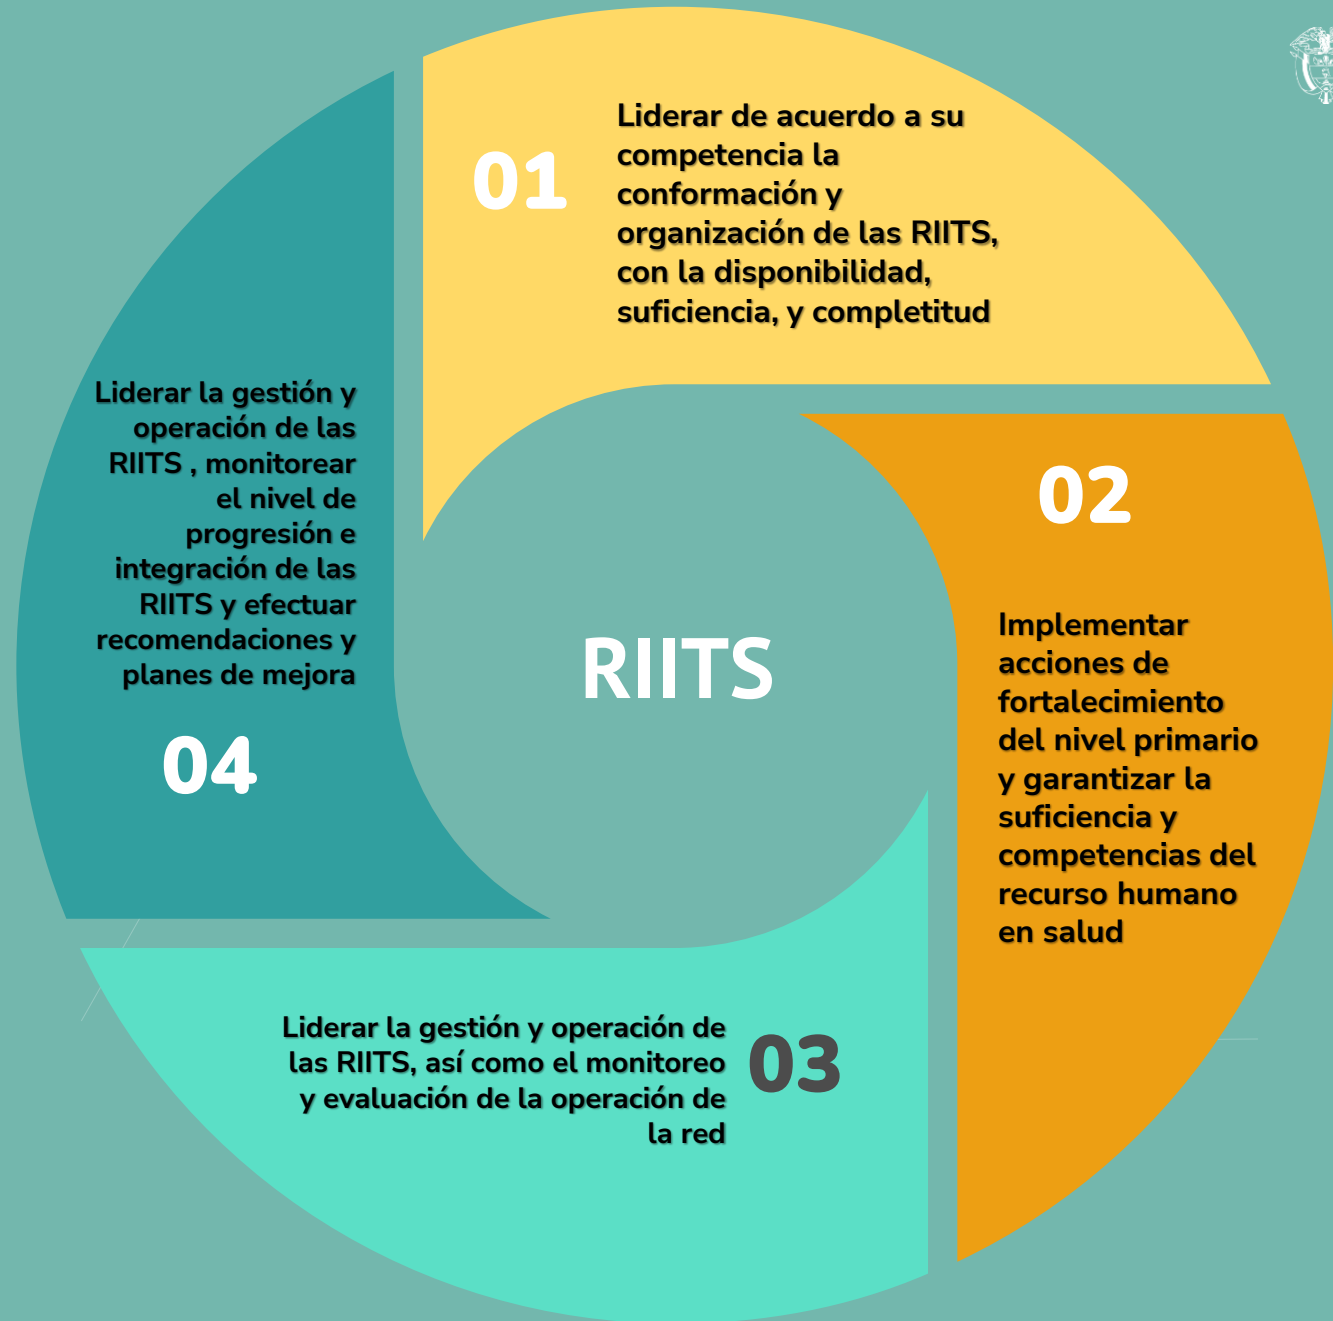 01
Liderar de acuerdo a su
competencia la
conformación y
organización de las RIITS,
con la disponibilidad,
suficiencia, y completitud
02
Implementar
acciones de
fortalecimiento
del nivel primario
y garantizar la
suficiencia y
competencias del
recurso humano
en salud
03
Liderar la gestión y operación de
las RIITS, así como el monitoreo
y evaluación de la operación de
la red
04
Liderar la gestión y
operación de las
RIITS , monitorear
el nivel de
progresión e
integración de las
RIITS y efectuar
recomendaciones y
planes de mejora
RIITS